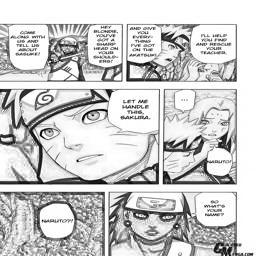 I'LL HELP
YOU FIND
AND RESCUE
YOUR
TEACHER.
AND GIVE
YOU
EVERY-
THING I'VE
GOT ON
THE
AKATSUKI.
HEY
BLONDIE,
YOU'VE
GOT A
SHARP
HEAD ON
YOUR
SHOULD-
ERS!
COME
ALONG WITH
US AND
TELL US
ABOUT
SASUKE!
...
NARUTO!
LET ME
HANDLE
THIS,
SAKURA.
SO
WHAT'S
YOUR
NAME?
NARUTO?!